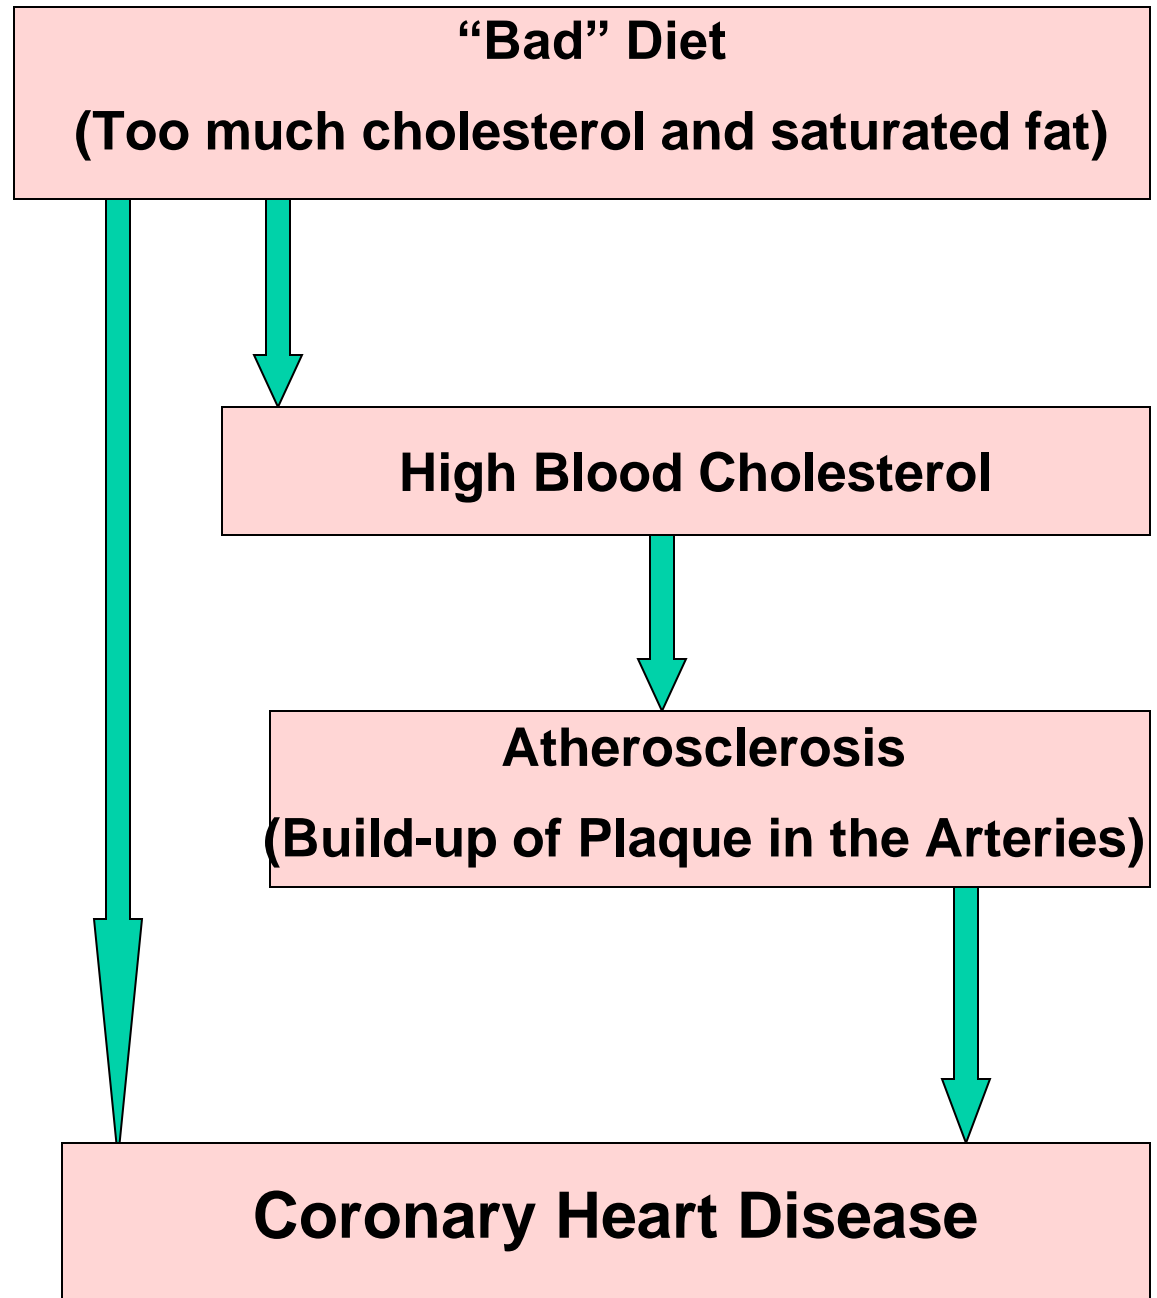 “Bad” Diet
(Too much cholesterol and saturated fat)
High Blood Cholesterol
Atherosclerosis
(Build-up of Plaque in the Arteries)
Coronary Heart Disease